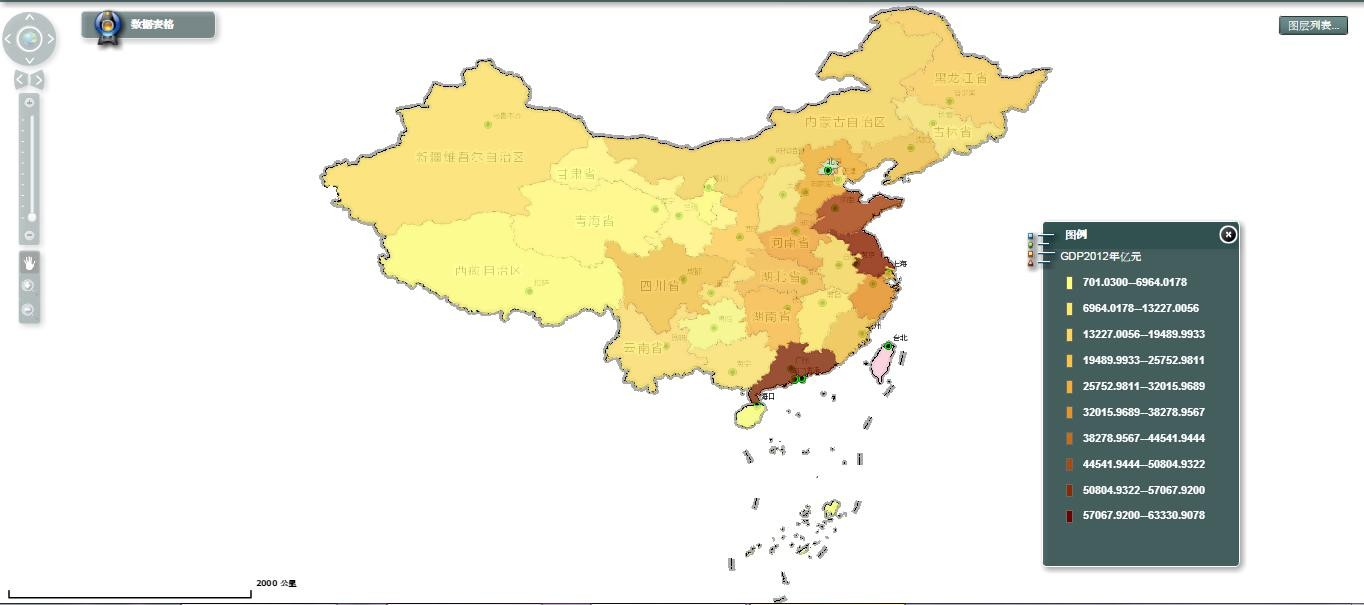 数据表格
图层列表...
黑龙江省
内蒙古自治区
吉林省
新疆维吾尔自治区
甘肃省
北京
青海省
河南省
西藏自治区
上海
四川省
湖北省
湖南省
云南省
台北
海口
图例
GDP2012年亿元
701.0300--6964.0178
6964.0178--13227.0056
13227.0056--19489.9933
19489.9933--25752.9811
25752.9811--32015.9689
32015.9689--38278.9567
38278.9567--44541.9444
44541.9444--50804.9322
50804.9322--57067.9200
57067.9200--63330.9078
2000 公里